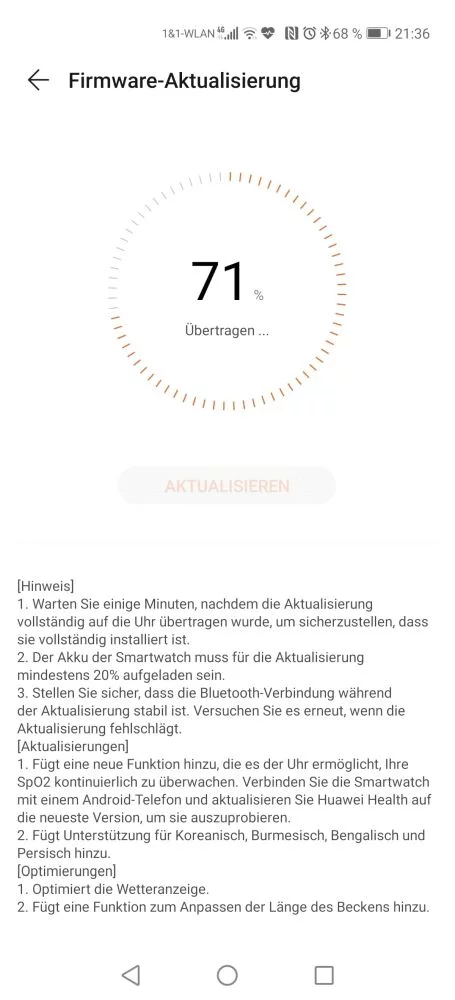 1&1-WLAN 4G 68 % 21:36
Firmware-Aktualisierung
71 %
Übertragen ...
AKTUALISIEREN
[Hinweis]
1. Warten Sie einige Minuten, nachdem die Aktualisierung
vollständig auf die Uhr übertragen wurde, um sicherzustellen, dass
sie vollständig installiert ist.
2. Der Akku der Smartwatch muss für die Aktualisierung
mindestens 20% aufgeladen sein.
3. Stellen Sie sicher, dass die Bluetooth-Verbindung während
der Aktualisierung stabil ist. Versuchen Sie es erneut, wenn die
Aktualisierung fehlschlägt.
[Aktualisierungen]
1. Fügt eine neue Funktion hinzu, die es der Uhr ermöglicht, Ihre
SpO2 kontinuierlich zu überwachen. Verbinden Sie die Smartwatch
mit einem Android-Telefon und aktualisieren Sie Huawei Health auf
die neueste Version, um sie auszuprobieren.
2. Fügt Unterstützung für Koreanisch, Burmesisch, Bengalisch und
Persisch hinzu.
[Optimierungen]
1. Optimiert die Wetteranzeige.
2. Fügt eine Funktion zum Anpassen der Länge des Beckens hinzu.